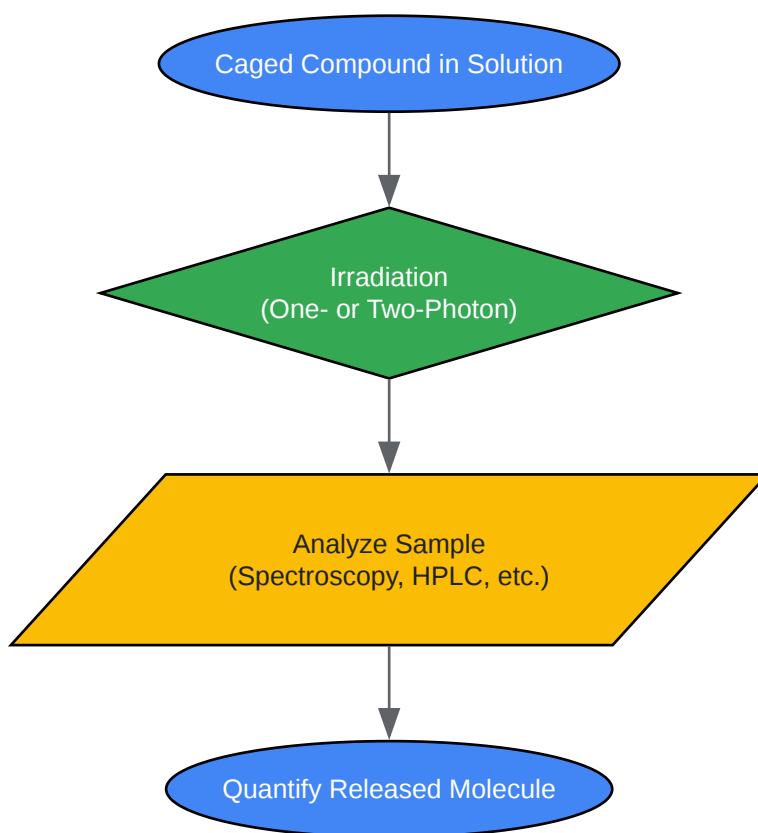 Caged Compound in Solution
Irradiation
(One- or Two-Photon)
Analyze Sample
(Spectroscopy, HPLC, etc.)
Quantify Released Molecule